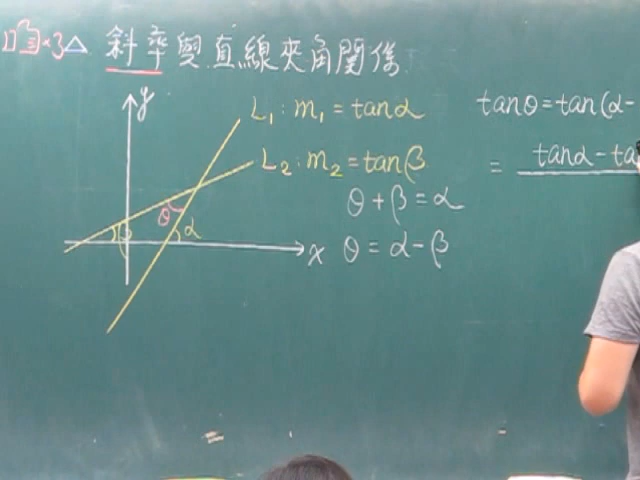 斜率與直線夾角關係
y
L₁: m₁ = tanα
L₂: m₂ = tanβ
θ + β = α
θ = α - β
x
θ
α
β
tanθ = tan(α-
= tanα - ta